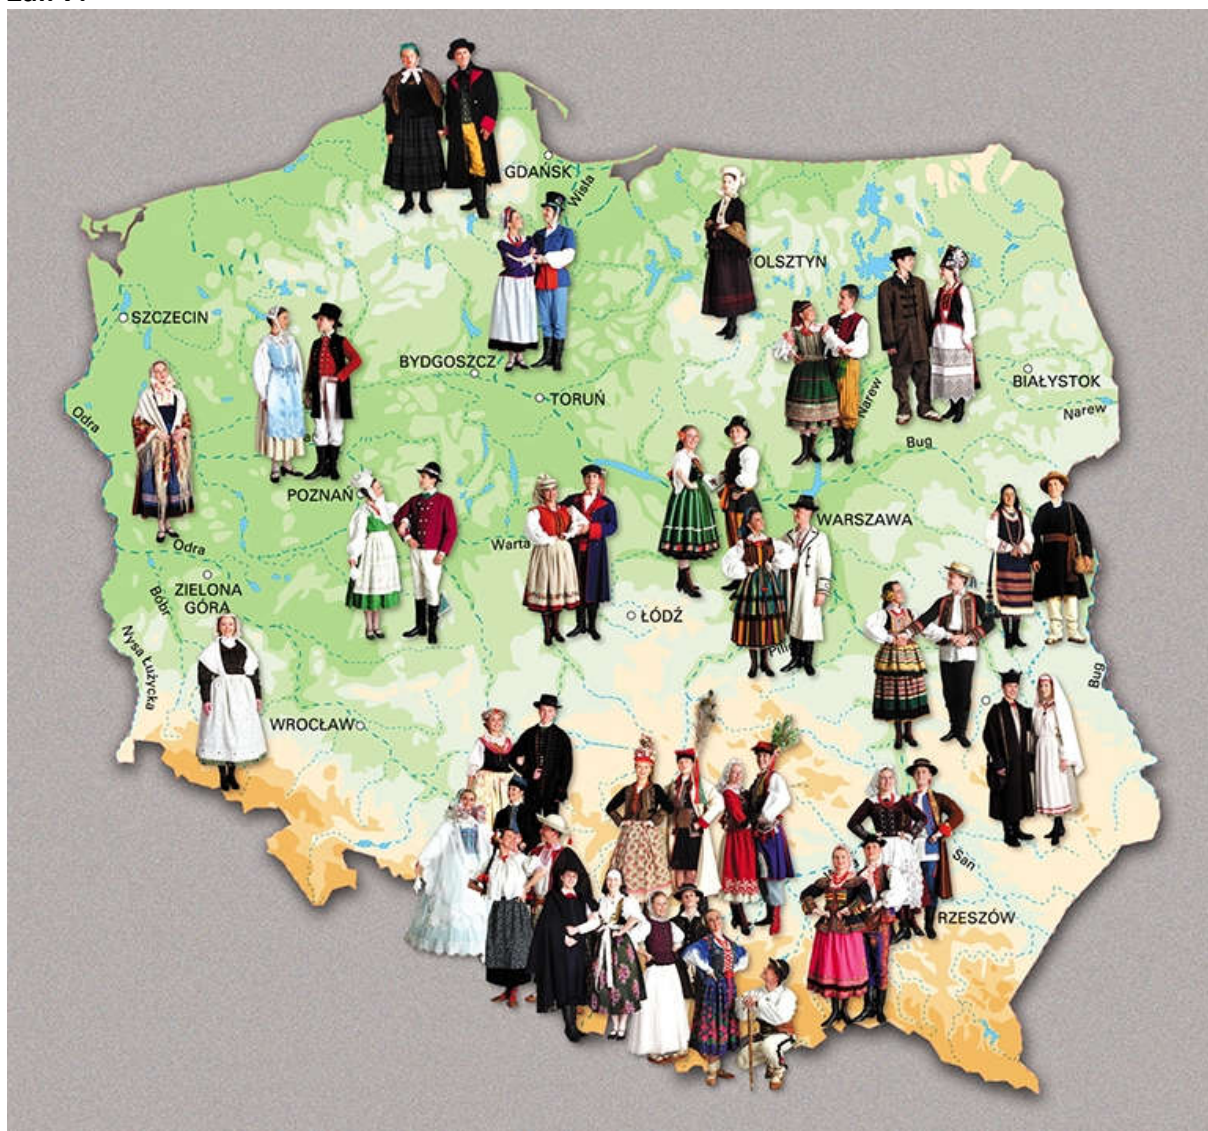 GDAŃSK
Wisła
OLSZTYN
SZCZECIN
BYDGOSZCZ
BIAŁYSTOK
TORUŃ
Narew
Narew
Odra
Bug
POZNAŃ
WARSZAWA
Warta
Odra
ZIELONA
GÓRA
Bóbr
ŁÓDŹ
Nysa Łużycka
Bug
WROCŁAW
San
RZESZÓW